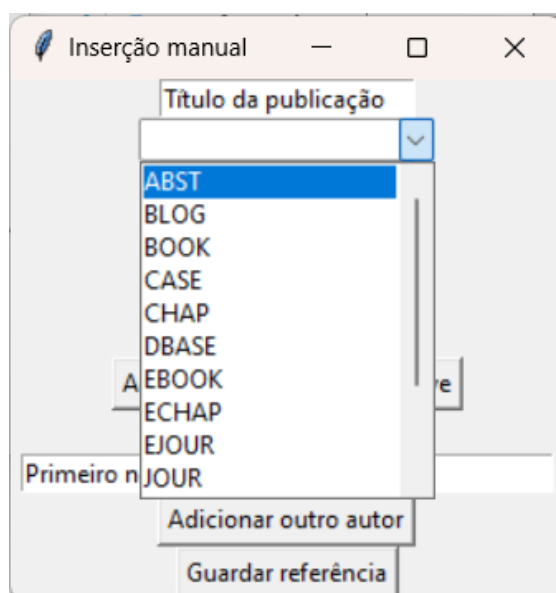 Inserção manual
Título da publicação
ABST
BLOG
BOOK
CASE
CHAP
DBASE
EBOOK
ECHAP
EJOUR
JOUR
Primeiro n
Adicionar outro autor
Guardar referência